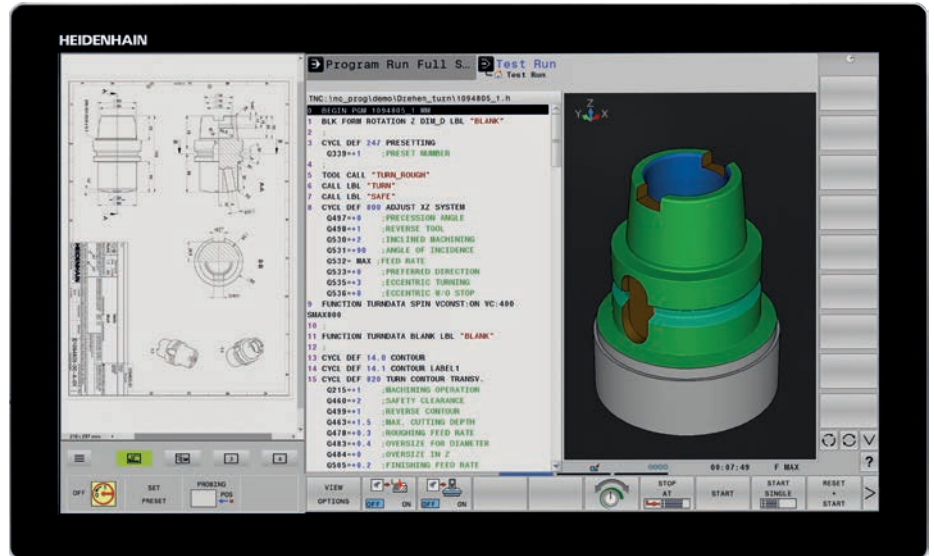 HEIDENHAIN
Program Run Full S...
Test Run
Test Run
TNC:\nc_prog\demo\Drehen_turn\1094805_1.h
0 BEGIN PGM 1094805_1 MM
1 BLK FORM ROTATION Z DIM_D LBL "BLANK"
2 ;
3 CYCL DEF 247 PRESETTING
Q339=+1 ;PRESET NUMBER
4 ;
5 TOOL CALL "TURN_ROUGH"
6 CALL LBL "TURN"
7 CALL LBL "SAFE"
8 CYCL DEF 800 ADJUST XZ SYSTEM
Q497=+0 ;PRECESSION ANGLE
Q498=+1 ;REVERSE TOOL
Q530=+2 ;INCLINED MACHINING
Q531=+90 ;ANGLE OF INCIDENCE
Q532= MAX ;FEED RATE
Q533=+0 ;PREFERRED DIRECTION
Q535=+3 ;ECCENTRIC TURNING
Q536=+0 ;ECCENTRIC W/O STOP
9 FUNCTION TURNDATA SPIN VCONST:ON VC:400
SMAX800
10 ;
11 FUNCTION TURNDATA BLANK LBL "BLANK"
12 ;
13 CYCL DEF 14.0 CONTOUR
14 CYCL DEF 14.1 CONTOUR LABEL1
15 CYCL DEF 820 TURN CONTOUR TRANSV.
Q215=+1 ;MACHINING OPERATION
Q460=+2 ;SAFETY CLEARANCE
Q499=+1 ;REVERSE CONTOUR
Q463=+1.5 ;MAX. CUTTING DEPTH
Q478=+0.3 ;ROUGHING FEED RATE
Q483=+0.4 ;OVERSIZE FOR DIAMETER
Q484=+0 ;OVERSIZE IN Z
Q505=+0.2 ;FINISHING FEED RATE
Z
Y X
0000 00:07:49 F MAX
?
OFF
SET
PRESET
PROBING
POS
VIEW
OPTIONS
OFF ON
OFF ON
STOP
AT
START
START
SINGLE
RESET
+
START